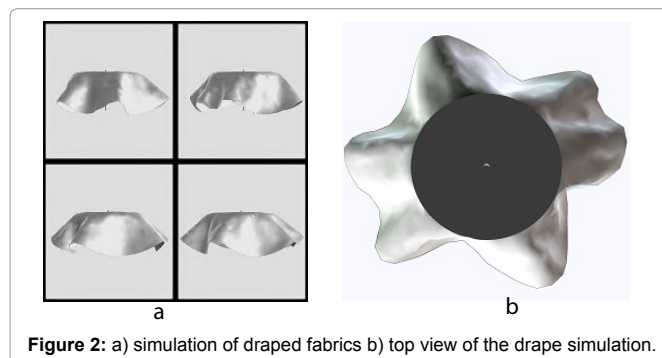 a
b
Figure 2: a) simulation of draped fabrics b) top view of the drape simulation.